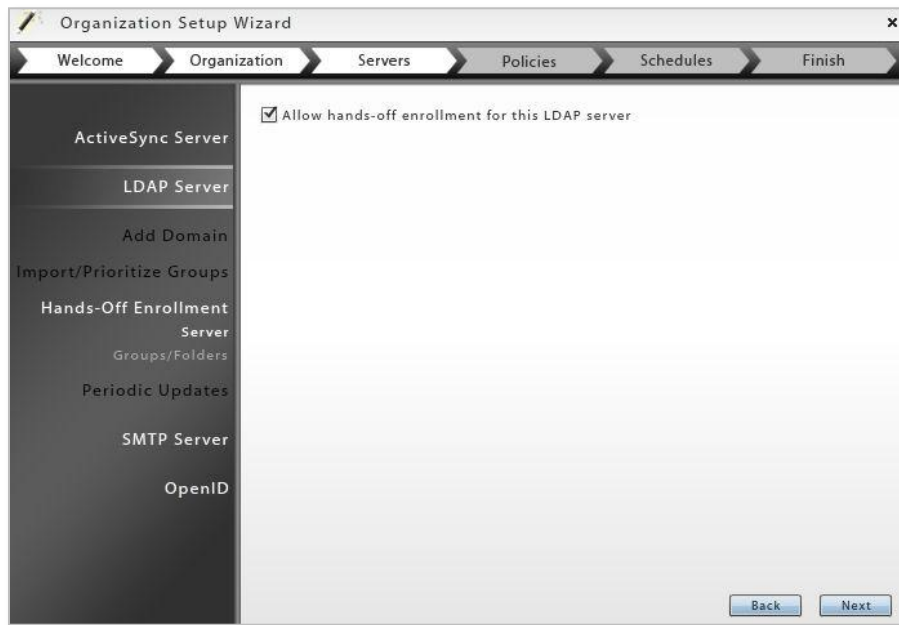 Organization Setup Wizard
x
Welcome
Organization
Servers
Policies
Schedules
Finish
ActiveSync Server
LDAP Server
Add Domain
Import/Prioritize Groups
Hands-Off Enrollment
Server
Groups/Folders
Periodic Updates
SMTP Server
OpenID
Allow hands-off enrollment for this LDAP server
Back
Next